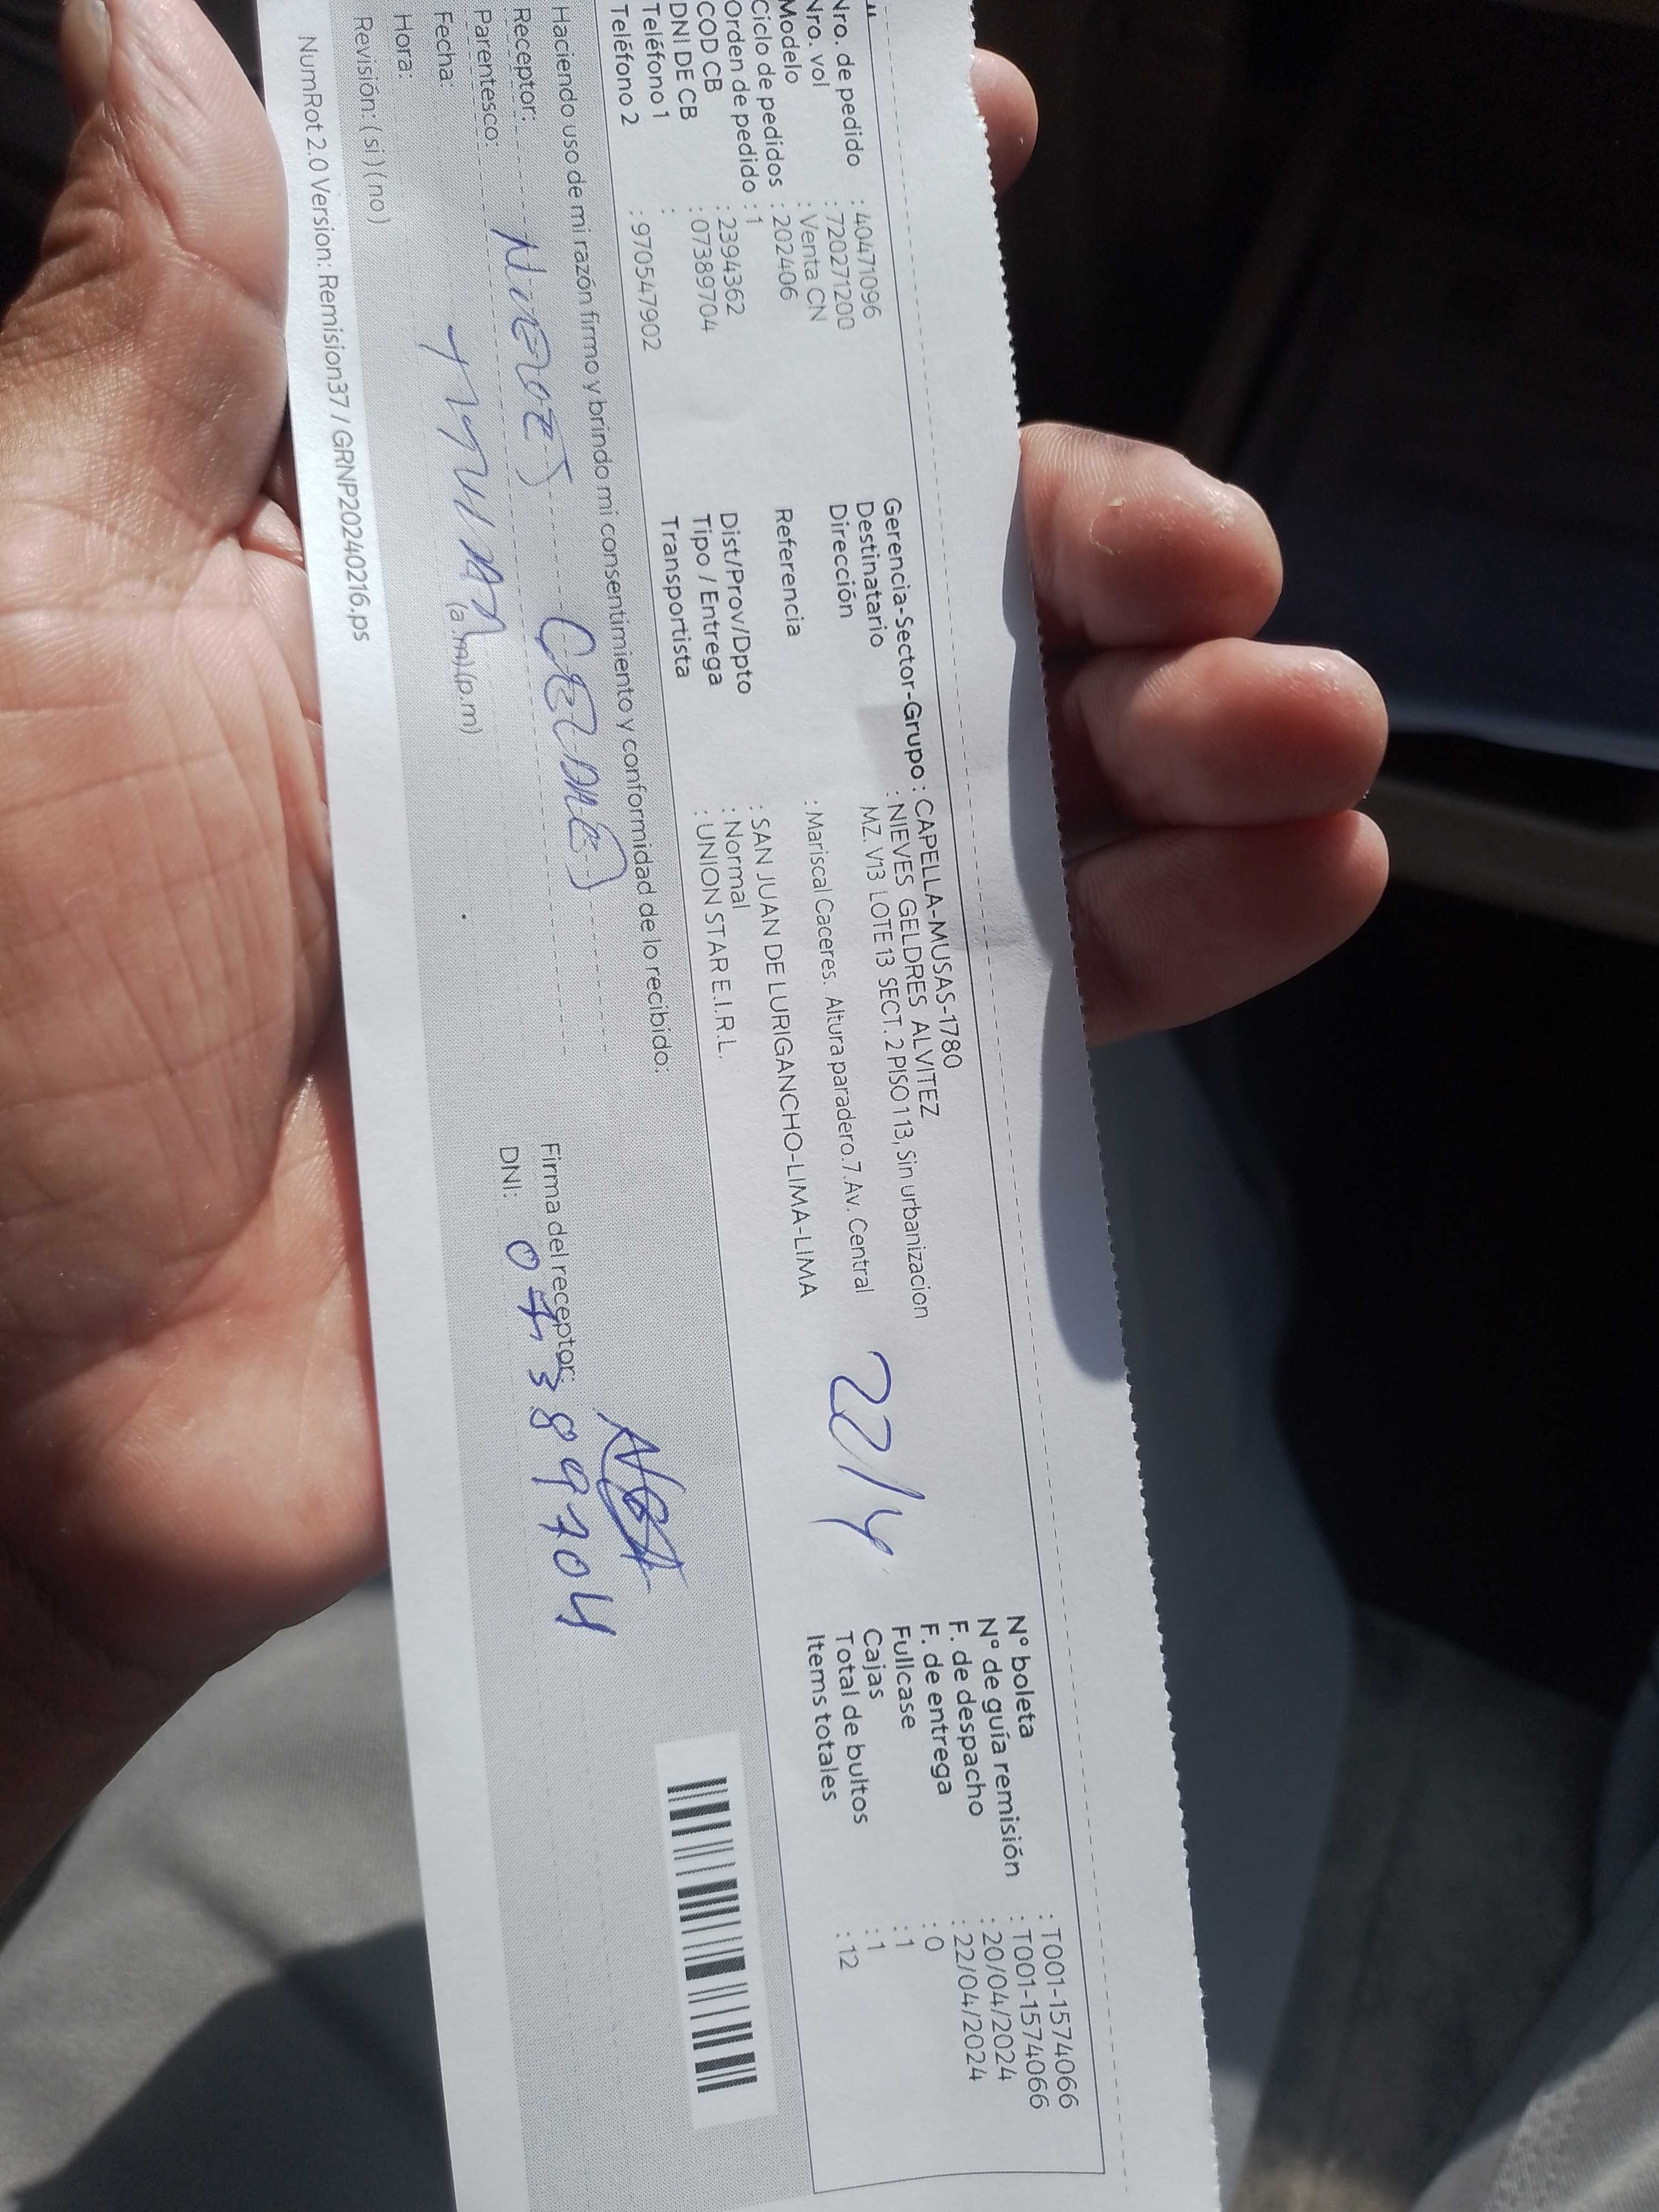 Nro. de pedido : 40471096
Nro. vol : 720271200
Modelo : Venta CN
Ciclo de pedidos : 202406
Orden de pedido : 1
COD CB : 2394362
DNI DE CB : 07389704
Teléfono 1 :
Teléfono 2 : 970547902
Gerencia-Sector-Grupo : CAPELLA-MUSAS-1780
Destinatario : NIEVES GELDRES ALVITEZ
Dirección MZ. V13 LOTE 13 SECT. 2 PISO 1 13, Sin urbanizacion
Referencia : Mariscal Caceres. Altura paradero.7. Av. Central
Dist/Prov/Dpto : SAN JUAN DE LURIGANCHO-LIMA-LIMA
Tipo / Entrega : Normal
Transportista : UNION STAR E.I.R.L.
22/4
N° boleta : T001-1574066
N° de guía remisión : T001-1574066
F. de despacho : 20/04/2024
F. de entrega : 22/04/2024
Fullcase : 0
Cajas : 1
Total de bultos : 1
Items totales : 12
Haciendo uso de mi razón firmo y brindo mi consentimiento y conformidad de lo recibido:
Receptor: Nieves Geldres
Parentesco:
Fecha:
Hora: (a.m)(p.m)
Revisión: ( si ) ( no )
Firma del receptor:
DNI: 07389704
NumRot 2.0 Version: Remision37 / GRNP20240216.ps